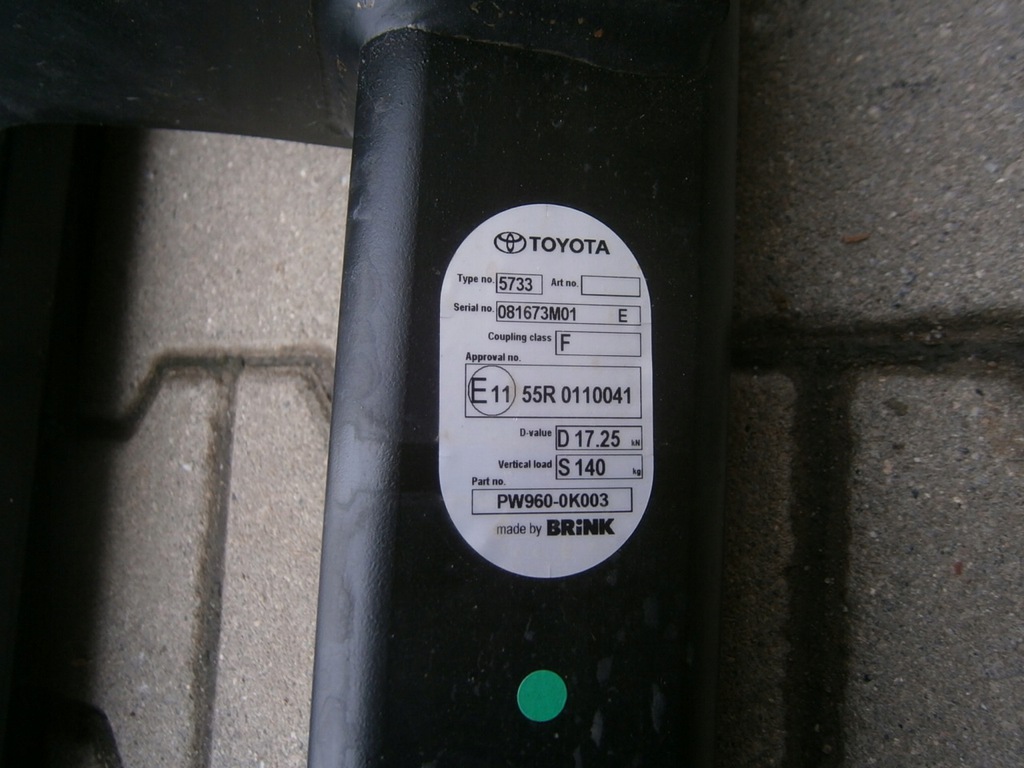 TOYOTA
Type no. 5733 Art no.
Serial no. 081673M01 E
Coupling class F
Approval no.
E11 55R 0110041
D-value D 17.25 kN
Vertical load S 140 kg
Part no.
PW960-0K003
made by BRiNK